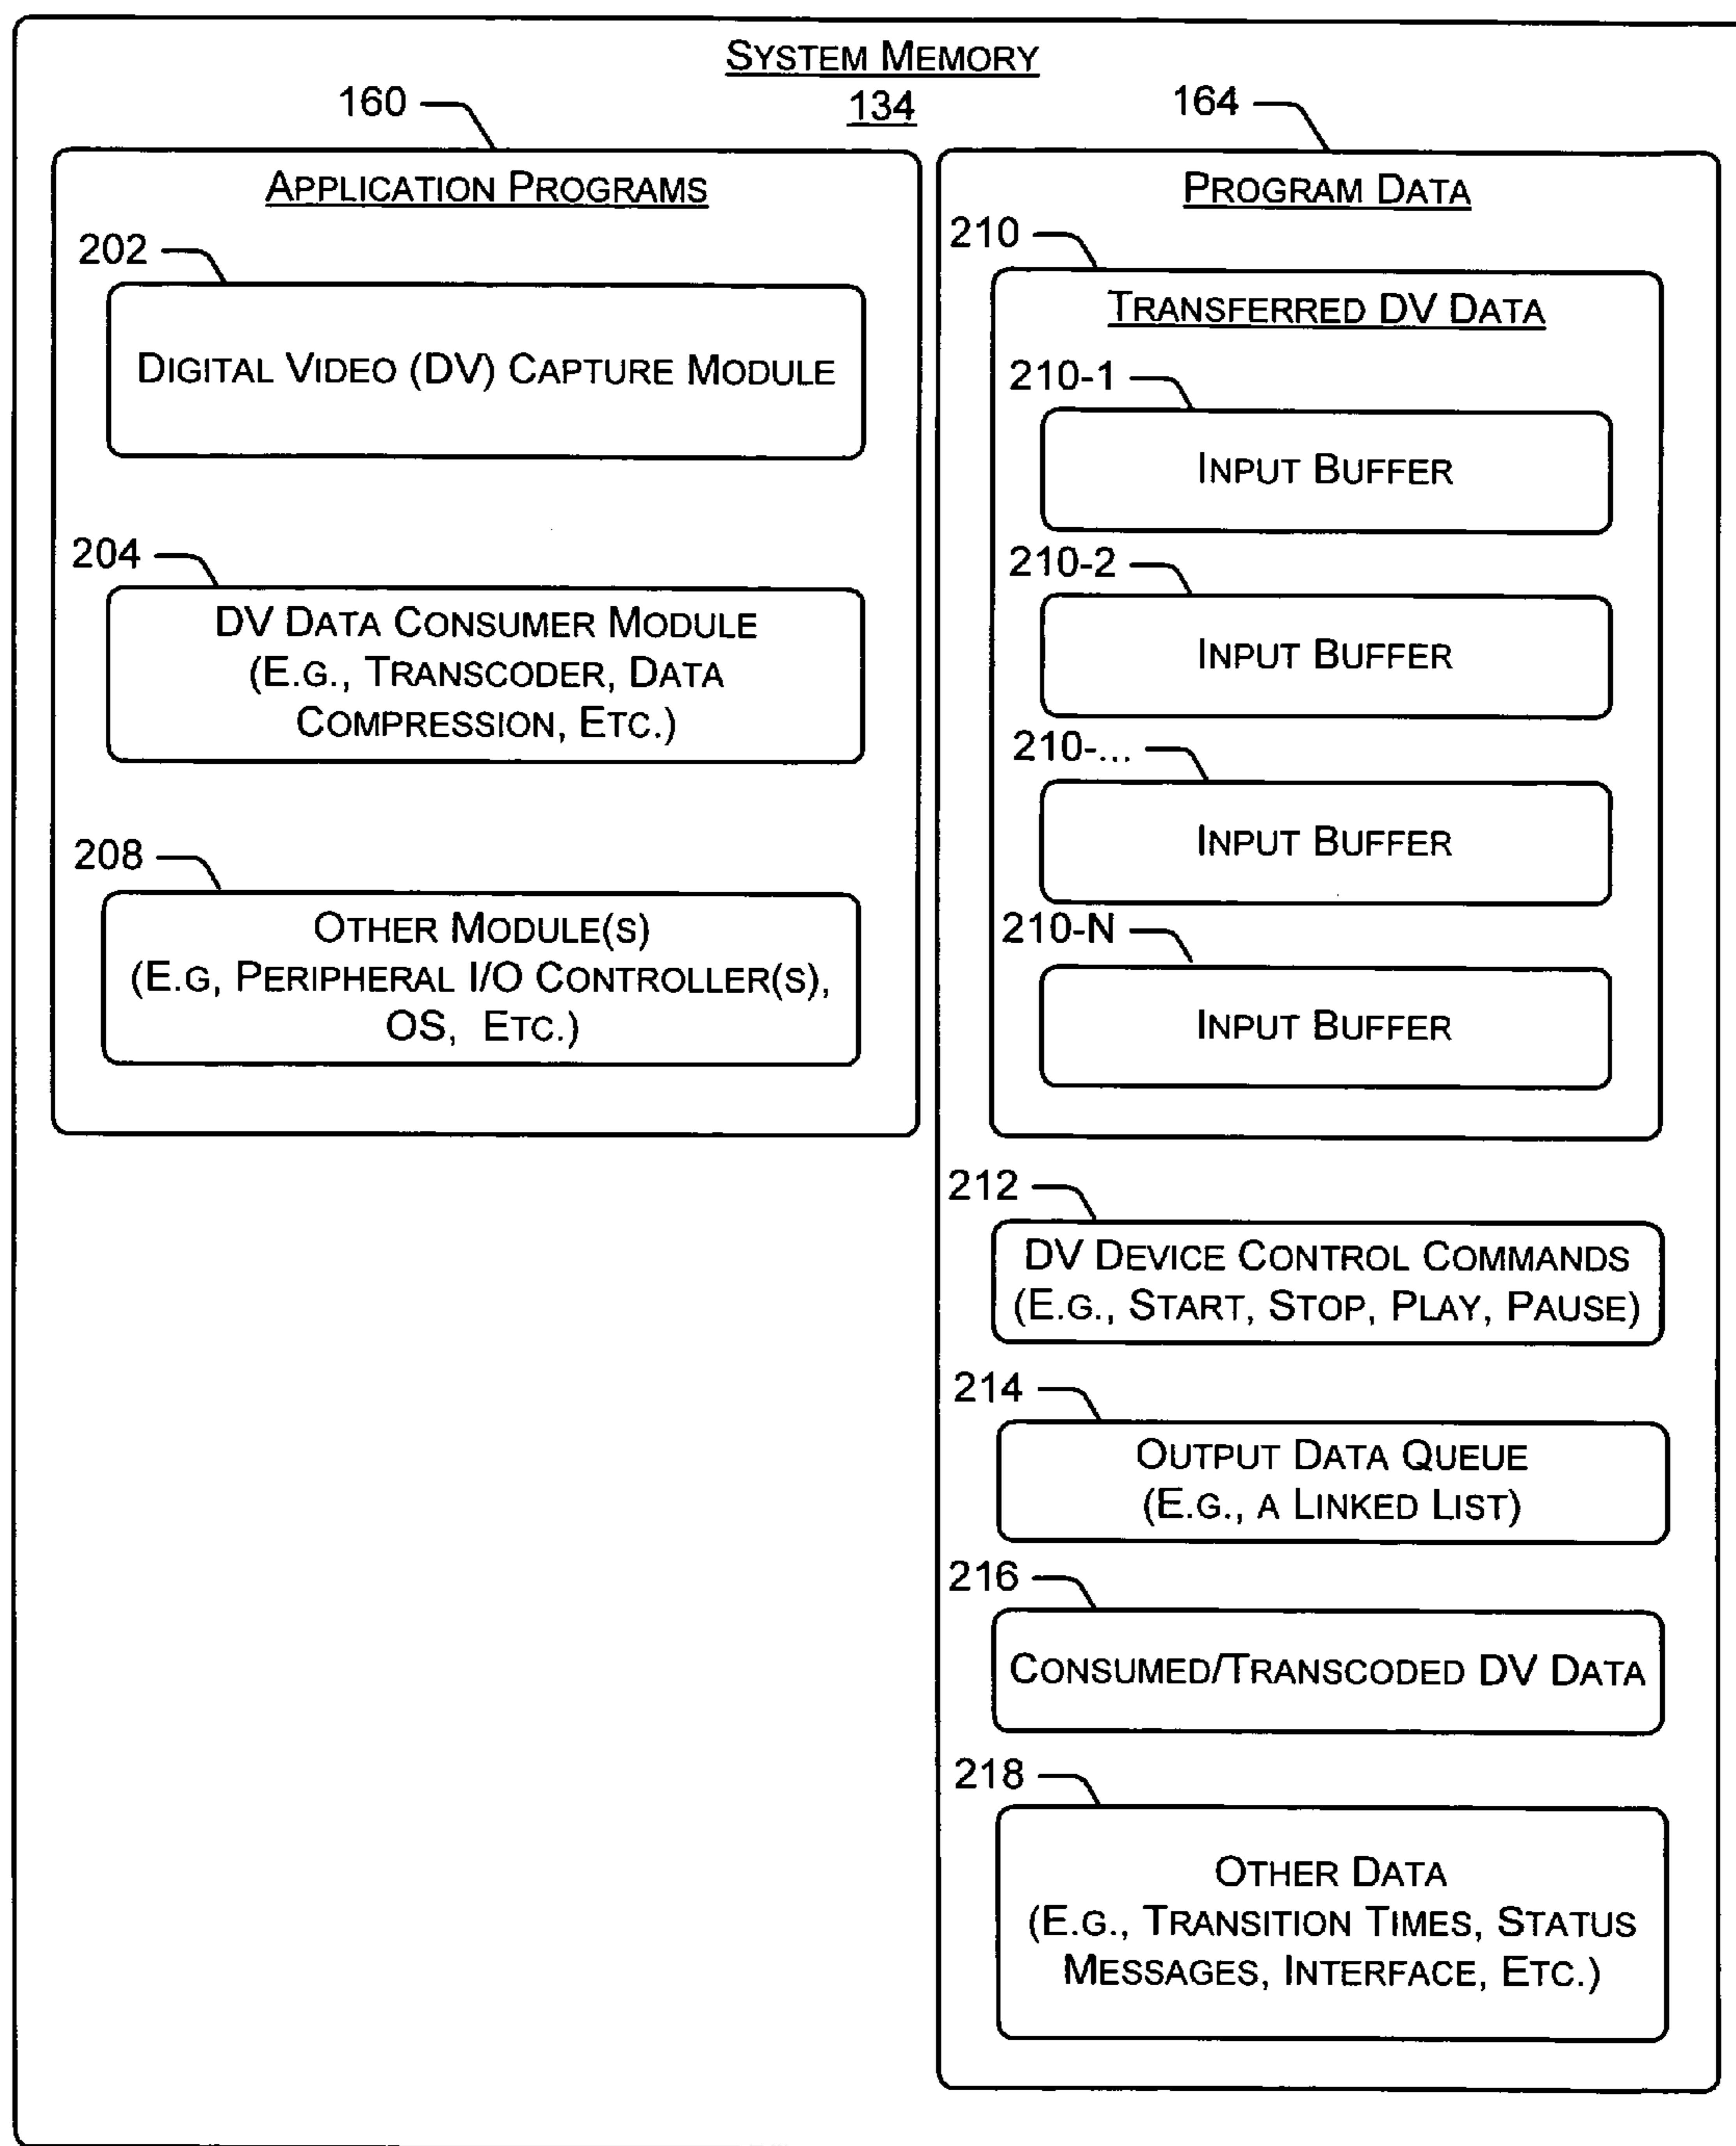 SYSTEM MEMORY
134
160
APPLICATION PROGRAMS
202
DIGITAL VIDEO (DV) CAPTURE MODULE
204
DV DATA CONSUMER MODULE
(E.G., TRANSCODER, DATA
COMPRESSION, ETC.)
208
OTHER MODULE(S)
(E.G, PERIPHERAL I/O CONTROLLER(S),
OS, ETC.)
164
PROGRAM DATA
210
TRANSFERRED DV DATA
210-1
INPUT BUFFER
210-2
INPUT BUFFER
210-...
INPUT BUFFER
210-N
INPUT BUFFER
212
DV DEVICE CONTROL COMMANDS
(E.G., START, STOP, PLAY, PAUSE)
214
OUTPUT DATA QUEUE
(E.G., A LINKED LIST)
216
CONSUMED/TRANSCODED DV DATA
218
OTHER DATA
(E.G., TRANSITION TIMES, STATUS
MESSAGES, INTERFACE, ETC.)